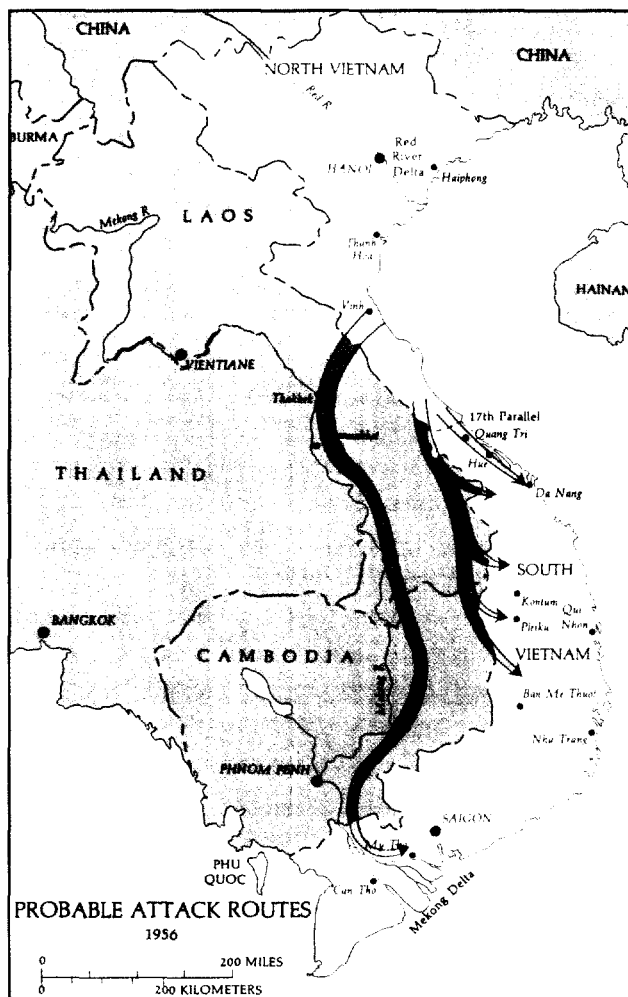 CHINA
CHINA
NORTH VIETNAM
Red R
BURMA
HANOI
Red
River
Delta
Haiphong
Mekong R
LAOS
Thanh
Hoa
HAINAN
Vinh
VIENTIANE
Thakhek
17th Parallel
Quang Tri
Hue
THAILAND
Da Nang
SOUTH
Kontum
Qui
Nhon
BANGKOK
Pleiku
CAMBODIA
VIETNAM
Mekong R
Ban Me Thuot
Nha Trang
PHNOM PENH
SAIGON
My Tho
PHU
QUOC
Can Tho
Mekong Delta
PROBABLE ATTACK ROUTES
1956
0 200 MILES
0 200 KILOMETERS